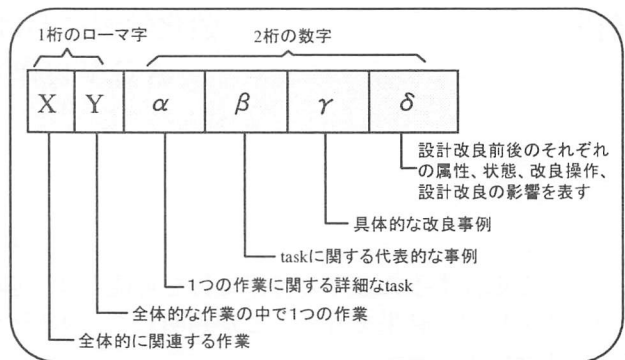 1桁のローマ字
2桁の数字
X Y α β γ δ
設計改良前後のそれぞれ
の属性、状態、改良操作、
設計改良の影響を表す
具体的な改良事例
taskに関する代表的な事例
1つの作業に関する詳細なtask
全体的な作業の中で1つの作業
全体的に関連する作業